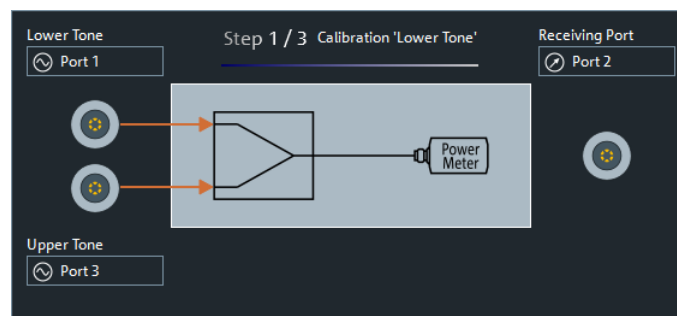 Lower Tone
Port 1
Step 1 / 3 Calibration 'Lower Tone'
Receiving Port
Port 2
Power
Meter
Upper Tone
Port 3